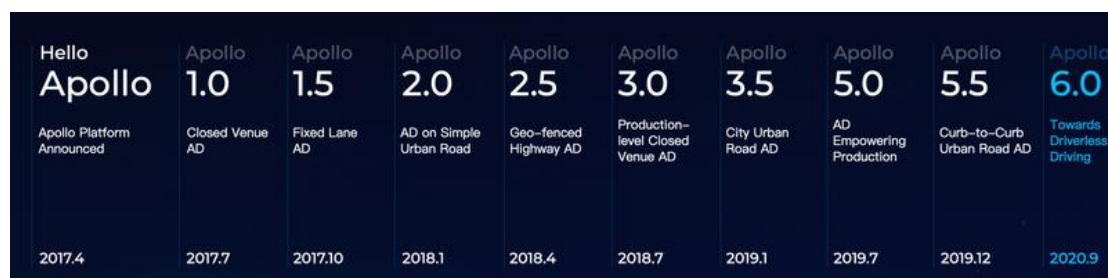 Hello
Apollo
Apollo Platform
Announced
2017.4
Apollo
1.0
Closed Venue
AD
2017.7
Apollo
1.5
Fixed Lane
AD
2017.10
Apollo
2.0
AD on Simple
Urban Road
2018.1
Apollo
2.5
Geo-fenced
Highway AD
2018.4
Apollo
3.0
Production-
level Closed
Venue AD
2018.7
Apollo
3.5
City Urban
Road AD
2019.1
Apollo
5.0
AD
Empowering
Production
2019.7
Apollo
5.5
Curb-to-Curb
Urban Road AD
2019.12
Apollo
6.0
Towards
Driverless
Driving
2020.9